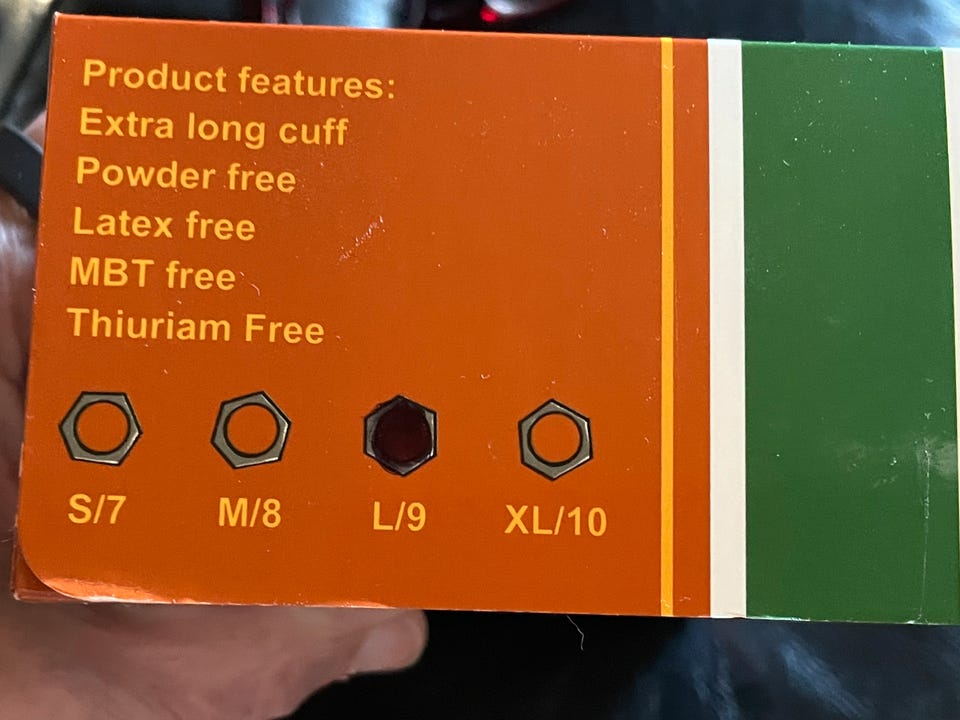 Product features:
Extra long cuff
Powder free
Latex free
MBT free
Thiuriam Free
S/7 M/8 L/9 XL/10